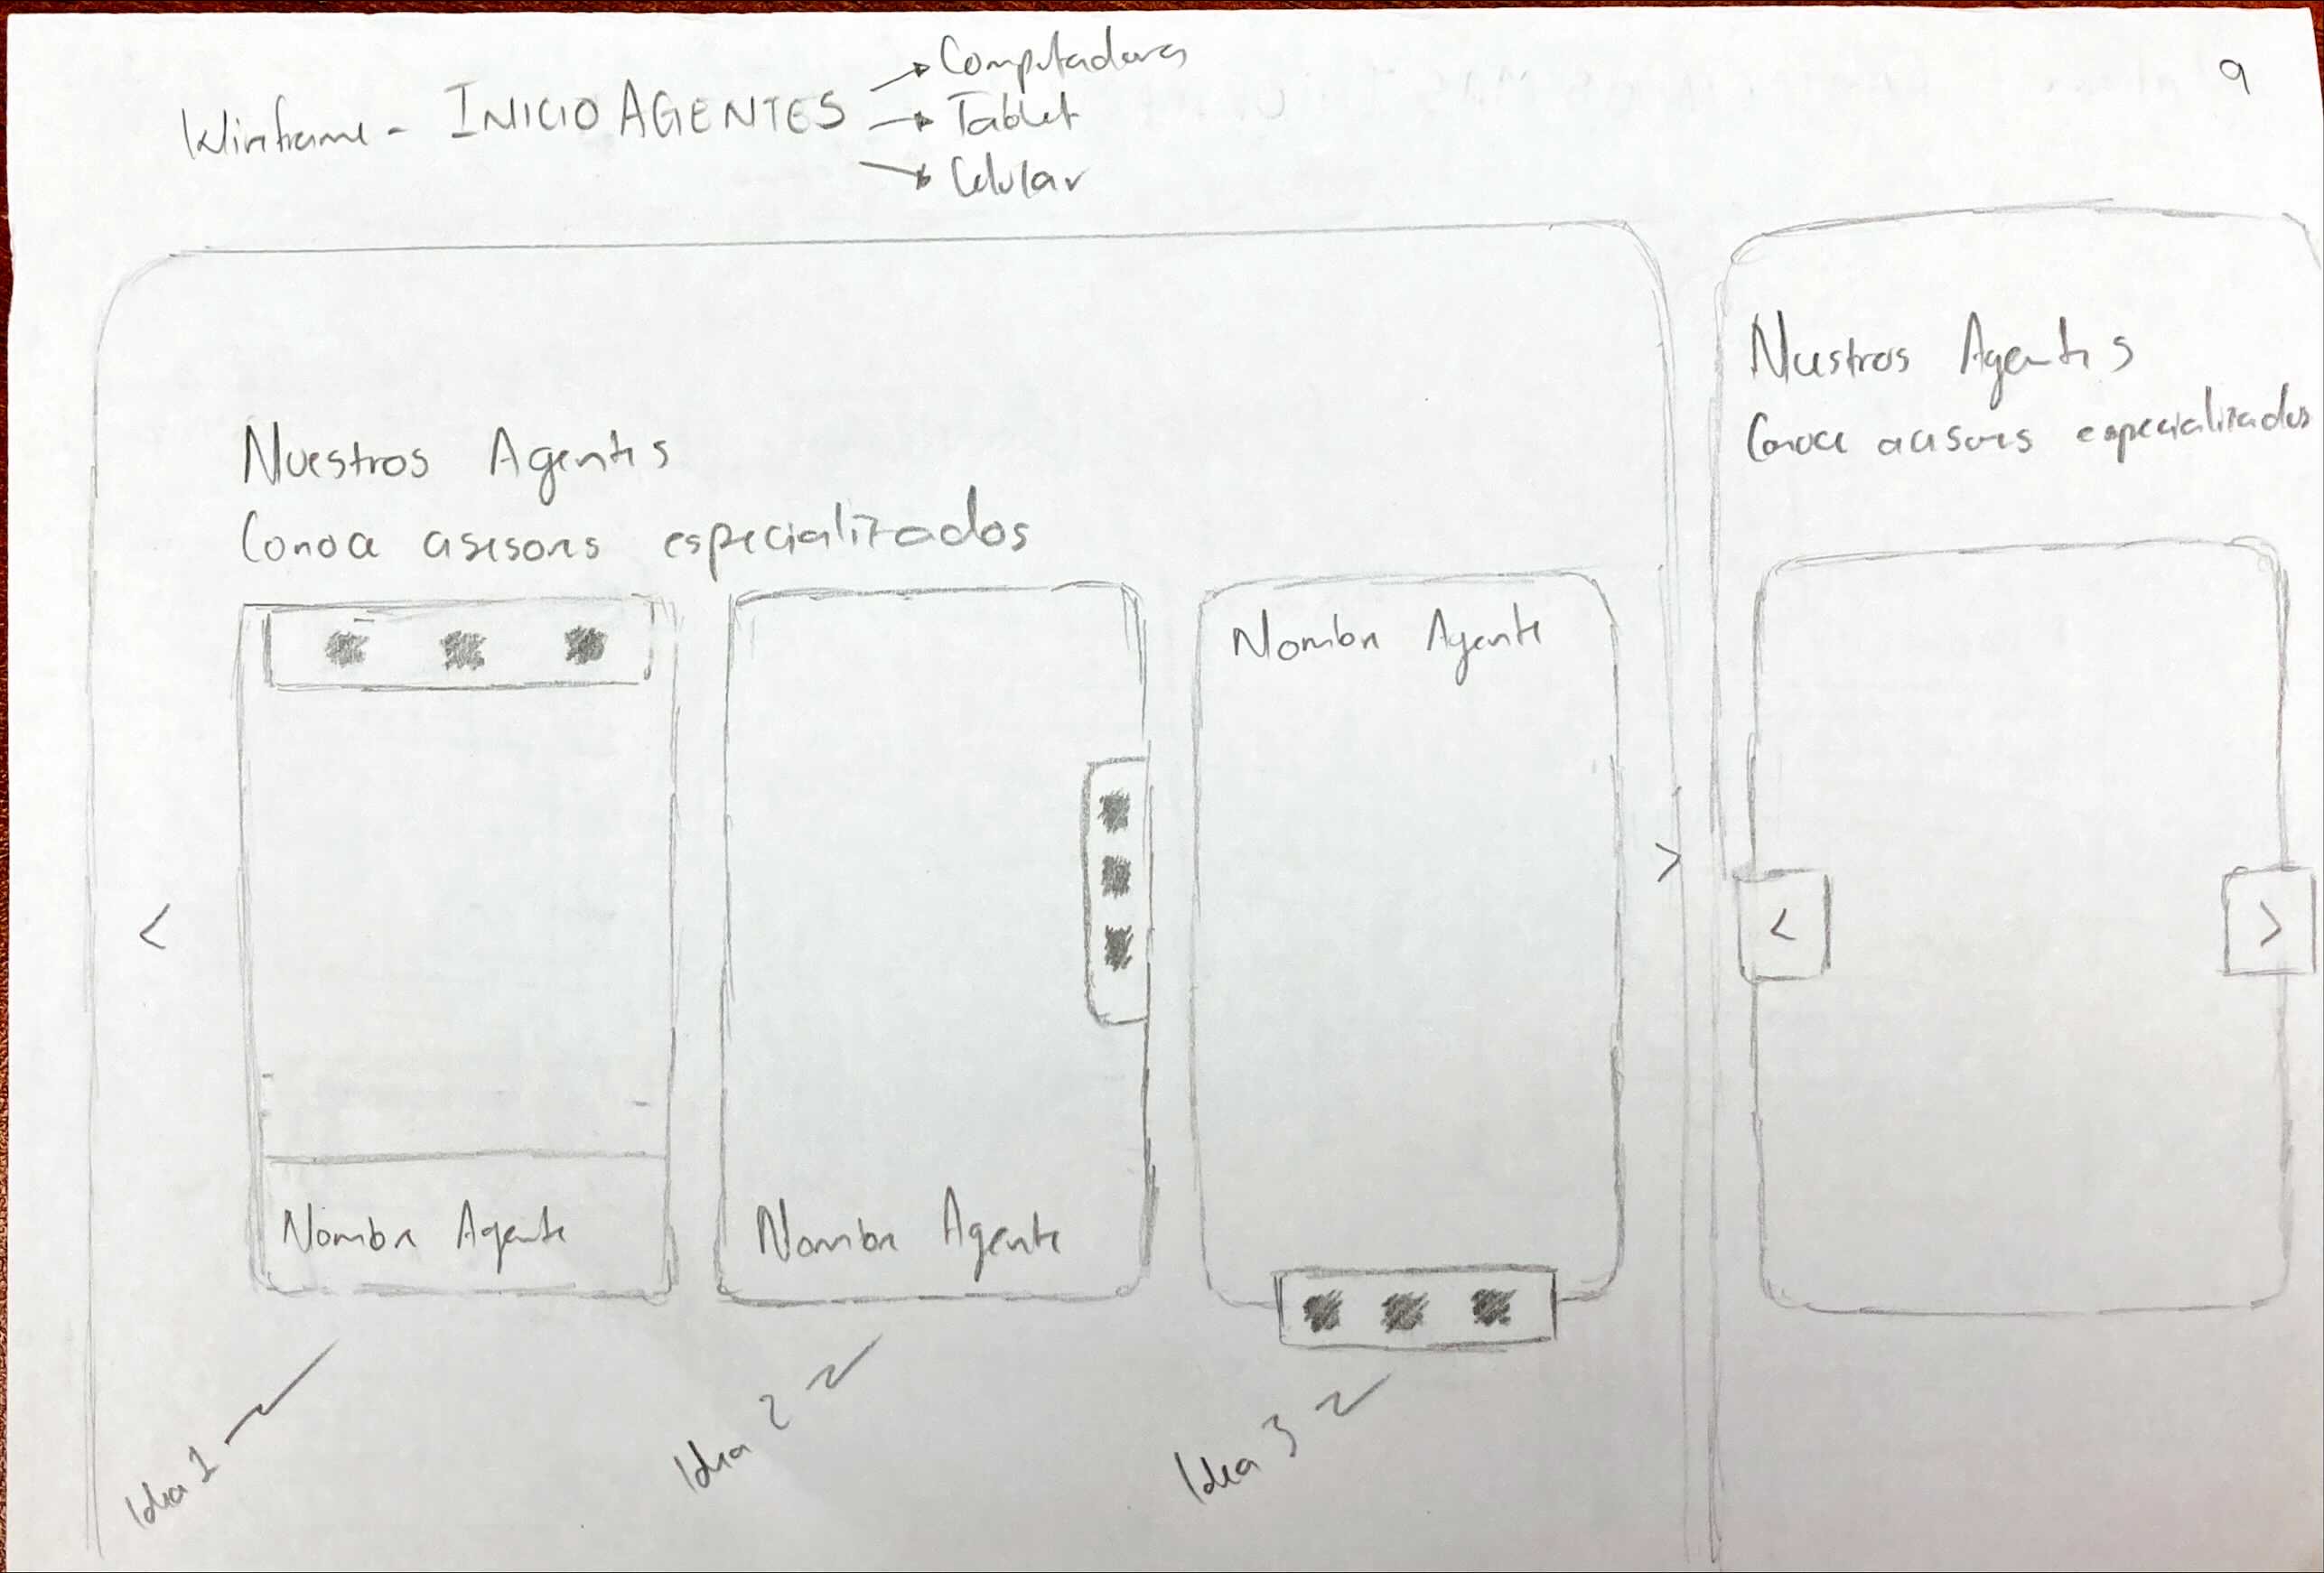 Wireframe - INICIO AGENTES
Computadora
Tablet
Celular
9
Nuestros Agentes
Conoce asesores especializados
Nombre Agente
Nombre Agente
Nombre Agente
<
>
Idea 1
Idea 2
Idea 3
Nuestros Agentes
Conoce asesores especializados
<
>